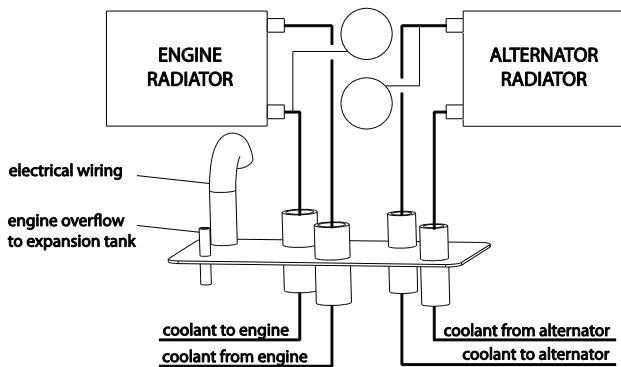 ENGINE
RADIATOR
ALTERNATOR
RADIATOR
electrical wiring
engine overflow
to expansion tank
coolant to engine
coolant from engine
coolant from alternator
coolant to alternator